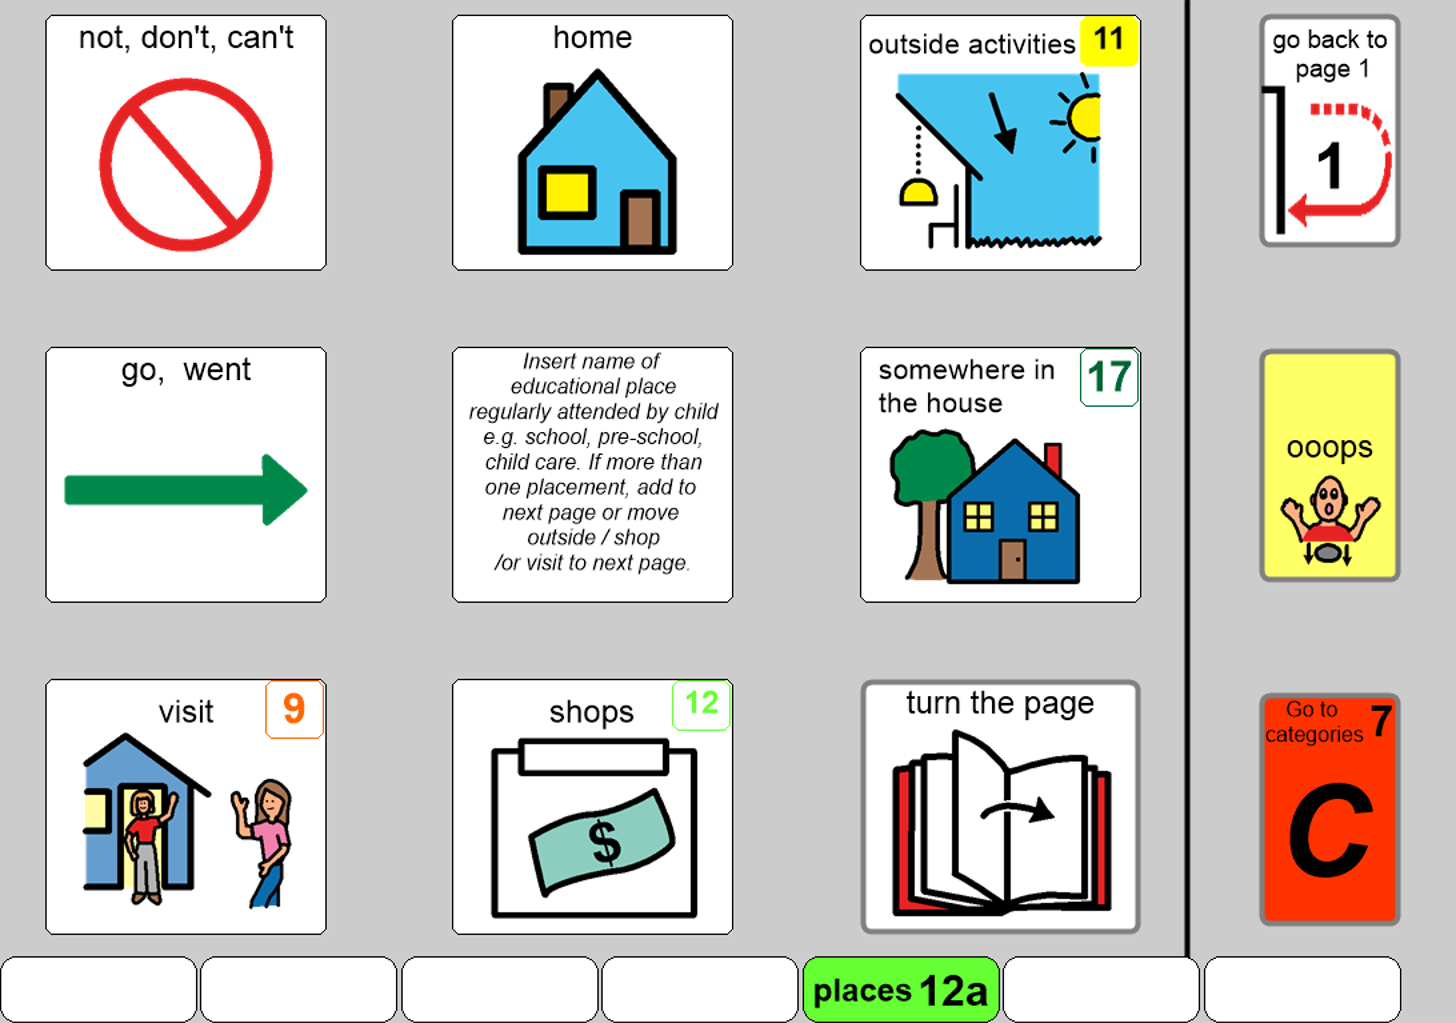 not, don't, can't
home
outside activities 11
go back to
page 1
1
go, went
Insert name of
educational place
regularly attended by child
e.g. school, pre-school,
child care. If more than
one placement, add to
next page or move
outside / shop
/or visit to next page.
somewhere in
the house
17
ooops
visit 9
shops 12
$
turn the page
Go to
categories 7
C
places 12a